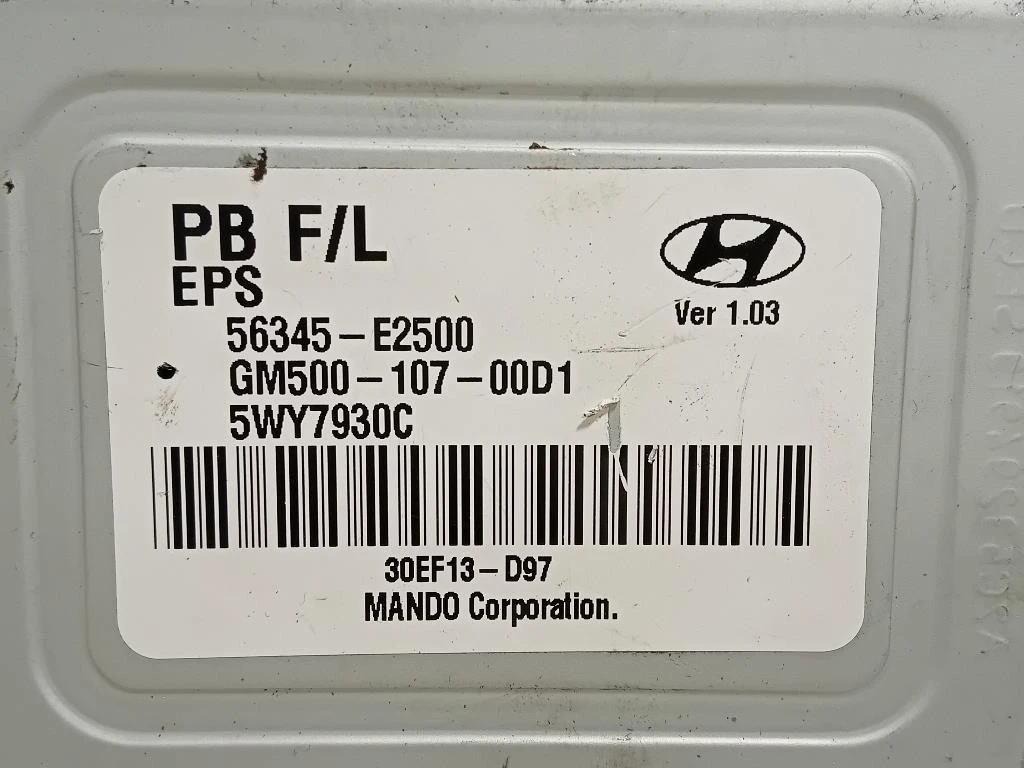 PB F/L
EPS
Ver 1.03
56345-E2500
GM500-107-00D1
5WY7930C
30EF13-D97
MANDO Corporation.